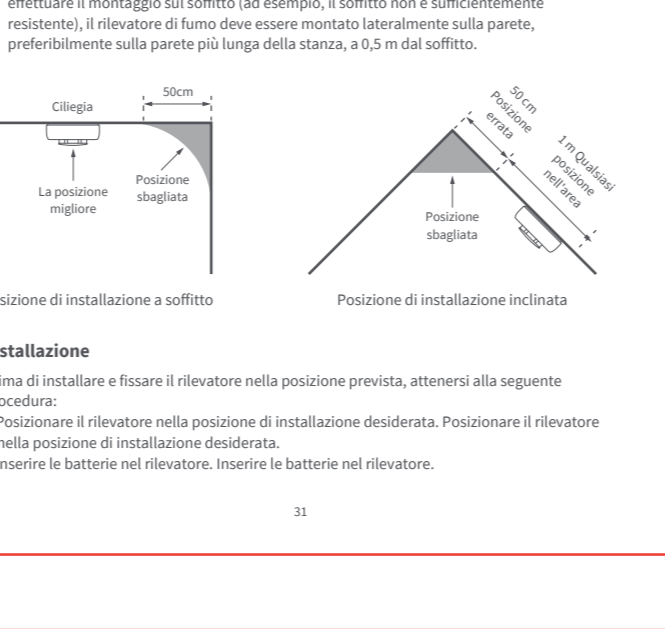 effettuare il montaggio sul soffitto (ad esempio, il soffitto non è sufficientemente
resistente), il rilevatore di fumo deve essere montato lateralmente sulla parete,
preferibilmente sulla parete più lunga della stanza, a 0,5 m dal soffitto.
50cm
Ciliegia
La posizione
migliore
Posizione
sbagliata
50 cm
Posizione
errata
1 m Qualsiasi
posizione
nell'area
Posizione
sbagliata
sizione di installazione a soffitto
Posizione di installazione inclinata
stallazione
ima di installare e fissare il rilevatore nella posizione prevista, attenersi alla seguente
ocedura:
Posizionare il rilevatore nella posizione di installazione desiderata. Posizionare il rilevatore
nella posizione di installazione desiderata.
nserire le batterie nel rilevatore. Inserire le batterie nel rilevatore.
31